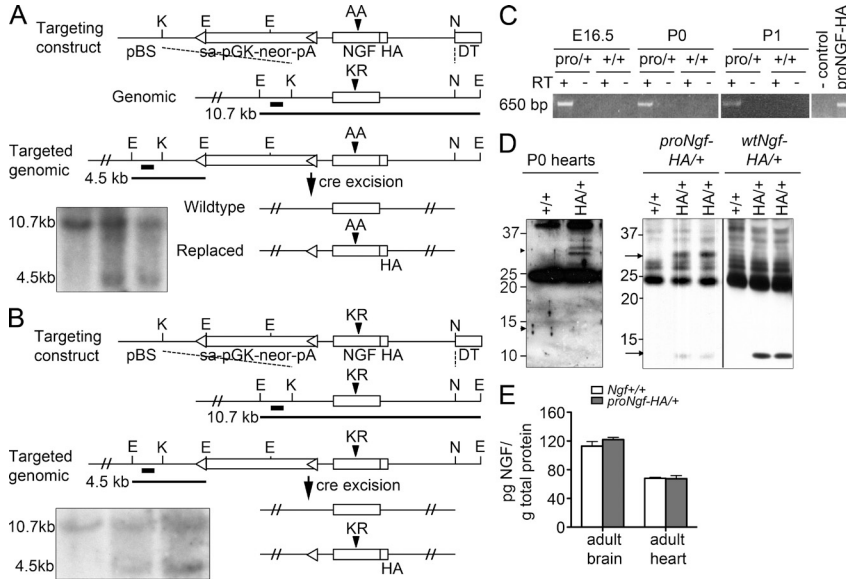 A
K E E AA N
Targeting construct
pBS sa-pGK-neor-pA NGF HA DT
E K KR N E
Genomic
10.7 kb
Targeted genomic
E K E E AA N E
4.5 kb
cre excision
10.7kb
4.5kb
Wildtype
AA
Replaced
HA
B
K E E KR N
Targeting construct
pBS sa-pGK-neor-pA NGF HA DT
E K KR N E
10.7 kb
Targeted genomic
E K E E KR N E
4.5 kb
cre excision
10.7kb
4.5kb
KR
HA
C
E16.5 P0 P1
pro/+ +/+ pro/+ +/+ pro/+ +/+ - control proNGF-HA
RT + - + - + - + - + - + -
650 bp
D
P0 hearts
+/+ HA/+
37
25
20
15
10
proNgf-HA/+ wtNgf-HA/+
+/+ HA/+ HA/+ +/+ HA/+ HA/+
37
25
20
15
E
Ngf+/+
proNgf-HA/+
pg NGF/
g total protein
160
120
80
40
0
adult brain
adult heart